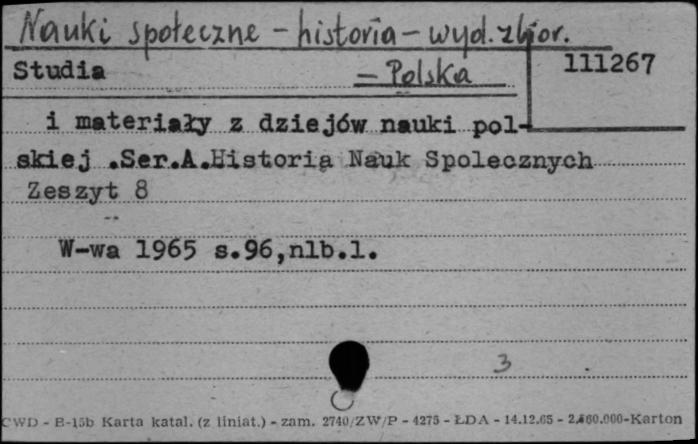 Nauki społeczne - historia - wyd. zbior.
Studia - Polska 111267
i materiały z dziejów nauki pol-
skiej .Ser.A.Historia Nauk Spolecznych
Zeszyt 8
--
W-wa 1965 s.96,nlb.1.
3
CWD - B-15b Karta katal. (z liniat.) - zam. 2740/ZW/P - 4275 - ŁDA - 14.12.65 - 2.560.000-Karton